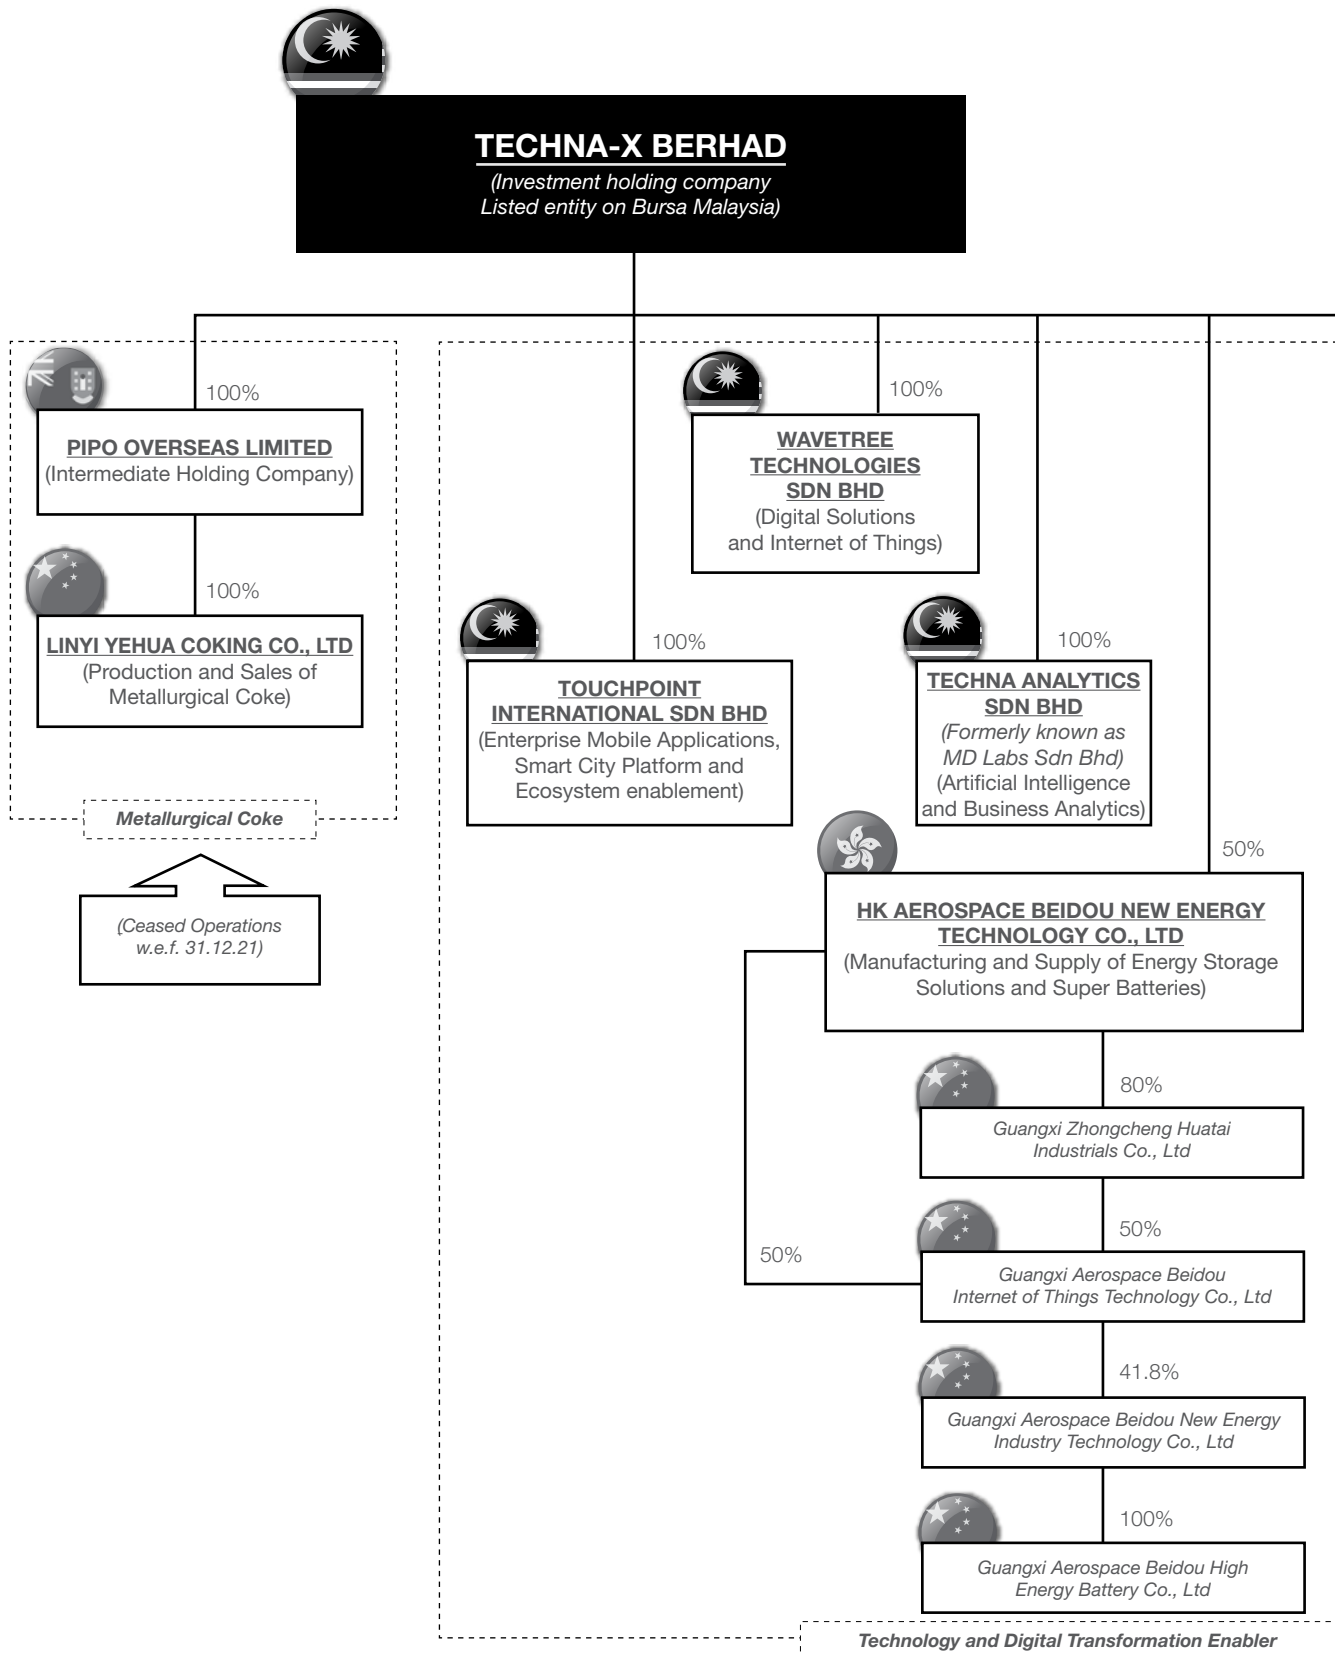 TECHNA-X BERHAD
(Investment holding company
Listed entity on Bursa Malaysia)
100%
PIPO OVERSEAS LIMITED
(Intermediate Holding Company)
100%
LINYI YEHUA COKING CO., LTD
(Production and Sales of
Metallurgical Coke)
Metallurgical Coke
(Ceased Operations
w.e.f. 31.12.21)
100%
WAVETREE
TECHNOLOGIES
SDN BHD
(Digital Solutions
and Internet of Things)
100%
TOUCHPOINT
INTERNATIONAL SDN BHD
(Enterprise Mobile Applications,
Smart City Platform and
Ecosystem enablement)
100%
TECHNA ANALYTICS
SDN BHD
(Formerly known as
MD Labs Sdn Bhd)
(Artificial Intelligence
and Business Analytics)
50%
HK AEROSPACE BEIDOU NEW ENERGY
TECHNOLOGY CO., LTD
(Manufacturing and Supply of Energy Storage
Solutions and Super Batteries)
80%
Guangxi Zhongcheng Huatai
Industrials Co., Ltd
50%
50%
Guangxi Aerospace Beidou
Internet of Things Technology Co., Ltd
41.8%
Guangxi Aerospace Beidou New Energy
Industry Technology Co., Ltd
100%
Guangxi Aerospace Beidou High
Energy Battery Co., Ltd
Technology and Digital Transformation Enabler